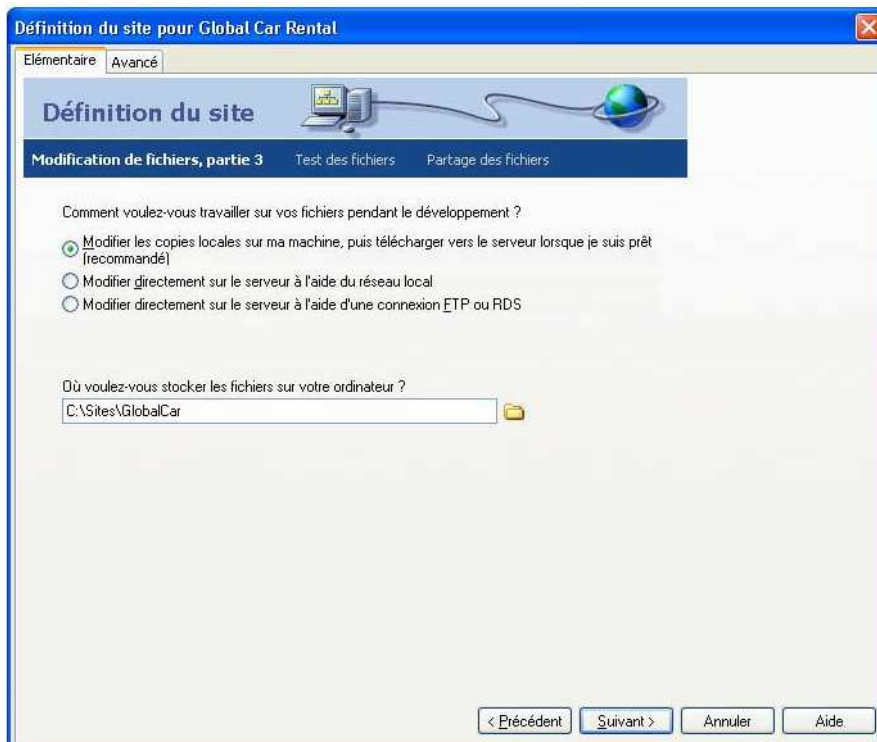 Définition du site pour Global Car Rental
Elémentaire Avancé
Définition du site
Modification de fichiers, partie 3 Test des fichiers Partage des fichiers
Comment voulez-vous travailler sur vos fichiers pendant le développement ?
Modifier les copies locales sur ma machine, puis télécharger vers le serveur lorsque je suis prêt
(recommandé)
Modifier directement sur le serveur à l'aide du réseau local
Modifier directement sur le serveur à l'aide d'une connexion FTP ou RDS
Où voulez-vous stocker les fichiers sur votre ordinateur ?
C:\Sites\GlobalCar
< Précédent Suivant > Annuler Aide